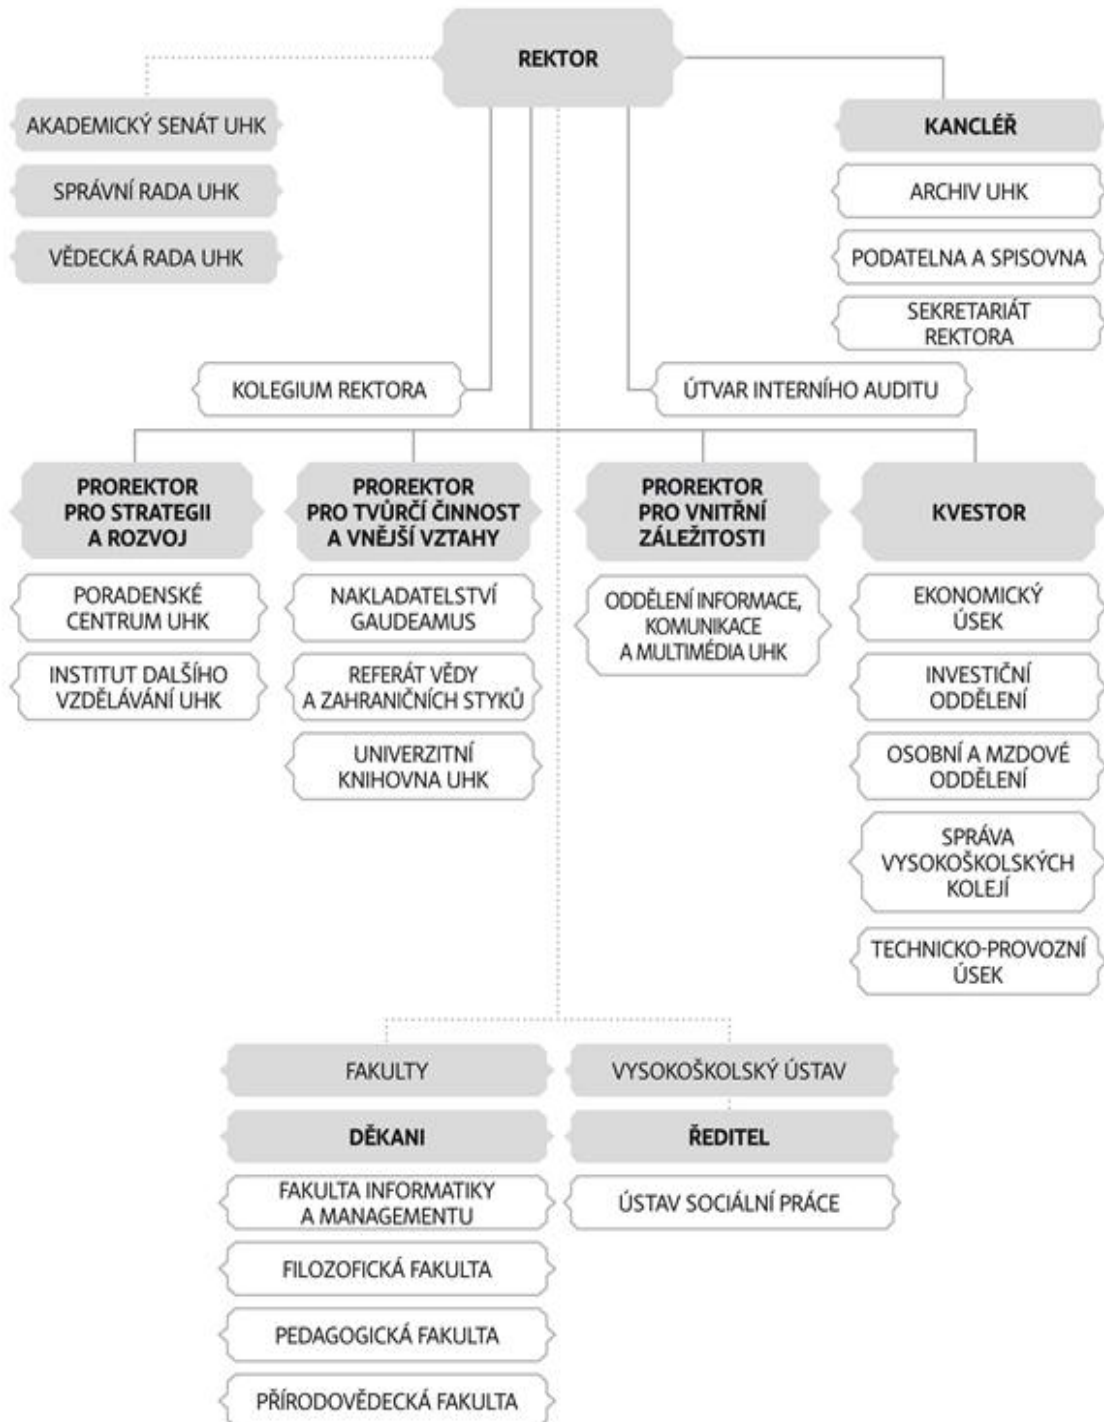 REKTOR
AKADEMICKÝ SENÁT UHK
SPRÁVNÍ RADA UHK
VĚDECKÁ RADA UHK
KANCLÉŘ
ARCHIV UHK
PODATELNA A SPISOVNA
SEKRETARIÁT
REKTORA
KOLEGIUM REKTORA
ÚTVAR INTERNÍHO AUDITU
PROREKTOR
PRO STRATEGII
A ROZVOJ
PORADENSKÉ
CENTRUM UHK
INSTITUT DALŠÍHO
VZDĚLÁVÁNÍ UHK
PROREKTOR
PRO TVŮRČÍ ČINNOST
A VNĚJŠÍ VZTAHY
NAKLADATELSTVÍ
GAUDEAMUS
REFERÁT VĚDY
A ZAHRANIČNÍCH STYKŮ
UNIVERZITNÍ
KNIHOVNA UHK
PROREKTOR
PRO VNITŘNÍ
ZÁLEŽITOSTI
ODDĚLENÍ INFORMACE,
KOMUNIKACE
A MULTIMÉDIA UHK
KVESTOR
EKONOMICKÝ
ÚSEK
INVESTIČNÍ
ODDĚLENÍ
OSOBNÍ A MZDOVÉ
ODDĚLENÍ
SPRÁVA
VYSOKOŠKOLSKÝCH
KOLEJÍ
TECHNICKO-PROVOZNÍ
ÚSEK
FAKULTY
DĚKANI
FAKULTA INFORMATIKY
A MANAGEMENTU
FILOZOFICKÁ FAKULTA
PEDAGOGICKÁ FAKULTA
PŘÍRODOVĚDECKÁ FAKULTA
VYSOKOŠKOLSKÝ ÚSTAV
ŘEDITEL
ÚSTAV SOCIÁLNÍ PRÁCE